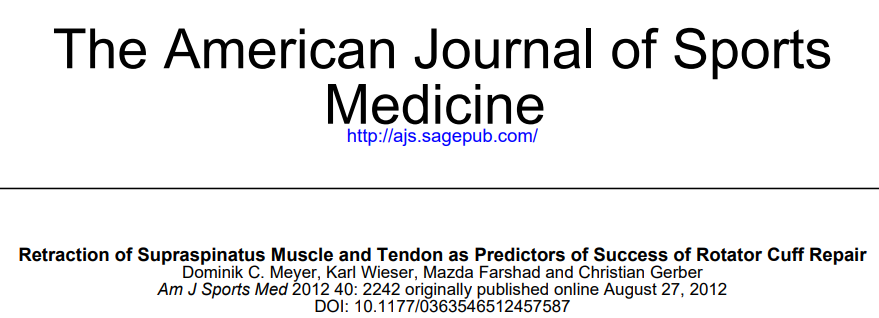 The American Journal of Sports
Medicine
http://ajs.sagepub.com/
Retraction of Supraspinatus Muscle and Tendon as Predictors of Success of Rotator Cuff Repair
Dominik C. Meyer, Karl Wieser, Mazda Farshad and Christian Gerber
Am J Sports Med 2012 40: 2242 originally published online August 27, 2012
DOI: 10.1177/0363546512457587